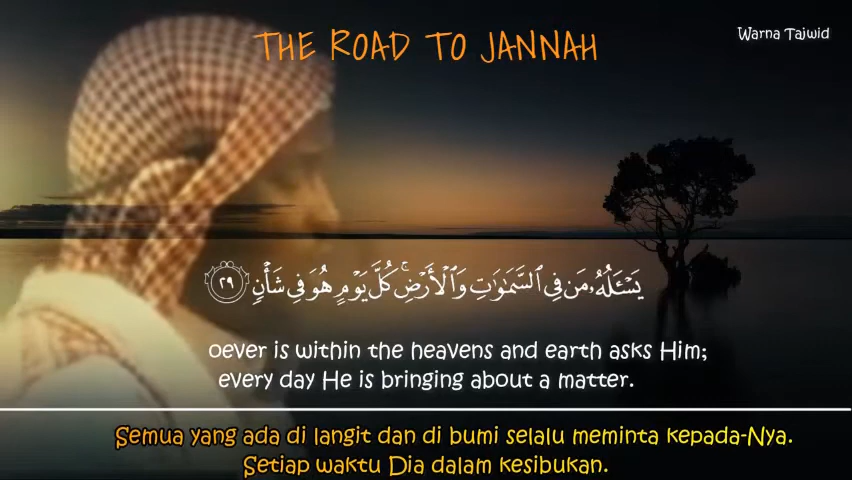 THE ROAD TO JANNAH
Warna Tajwid
يَسْـَٔلُهُۥ مَن فِى ٱلسَّمَٰوَٰتِ وَٱلْأَرْضِ ۚ كُلَّ يَوْمٍ هُوَ فِى شَأْنٍ ٢٩
oever is within the heavens and earth asks Him;
every day He is bringing about a matter.
Semua yang ada di langit dan di bumi selalu meminta kepada-Nya.
Setiap waktu Dia dalam kesibukan.